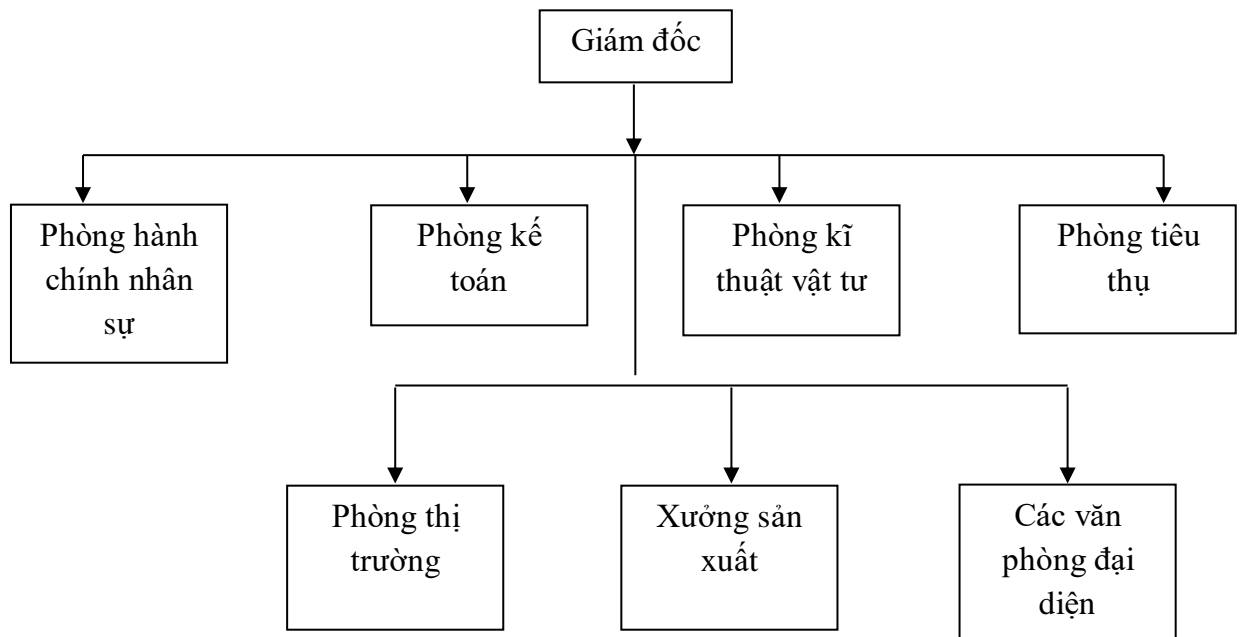 Giám đốc
Phòng hành
chính nhân
sự
Phòng kế
toán
Phòng kĩ
thuật vật tư
Phòng tiêu
thụ
Phòng thị
trường
Xưởng sản
xuất
Các văn
phòng đại
diện